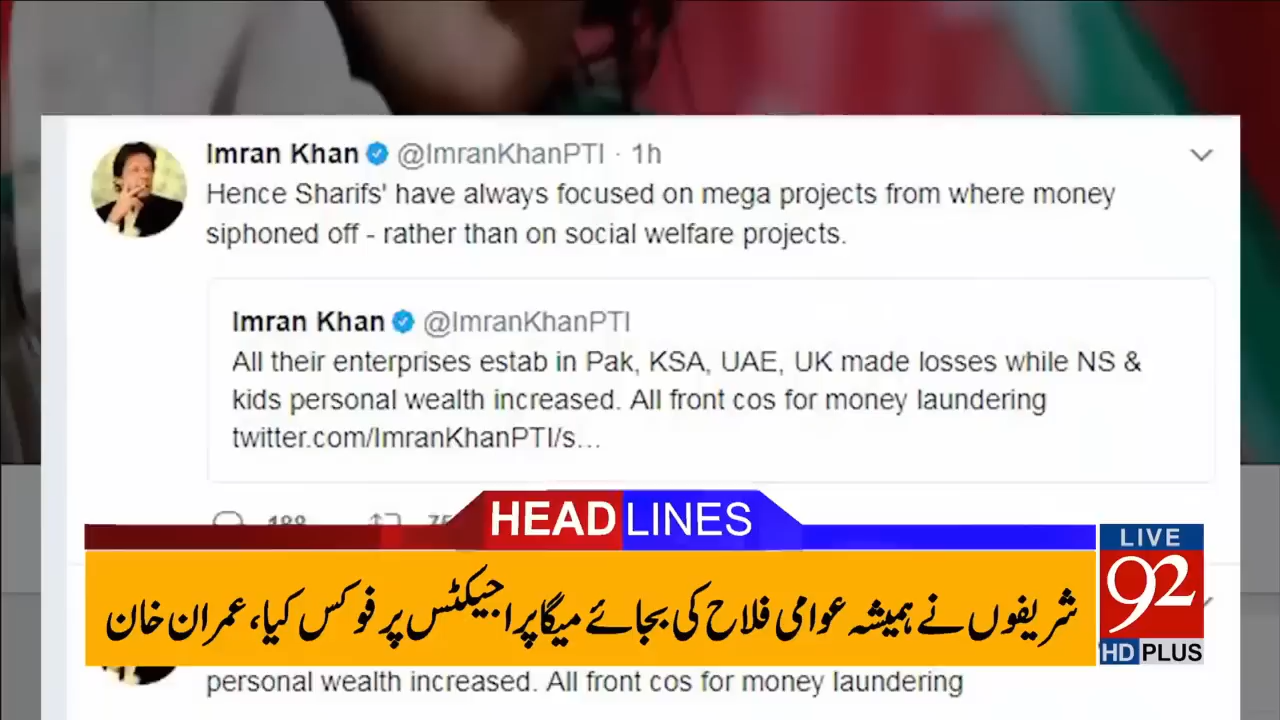 Imran Khan @ImranKhanPTI · 1h
Hence Sharifs' have always focused on mega projects from where money
siphoned off - rather than on social welfare projects.
Imran Khan @ImranKhanPTI
All their enterprises estab in Pak, KSA, UAE, UK made losses while NS &
kids personal wealth increased. All front cos for money laundering
twitter.com/ImranKhanPTI/s...
188
HEADLINES
LIVE
92
HD PLUS
شریفوں نے ہمیشہ عوامی فلاح کی بجائے میگا پراجیکٹس پر فوکس کیا، عمران خان
personal wealth increased. All front cos for money laundering